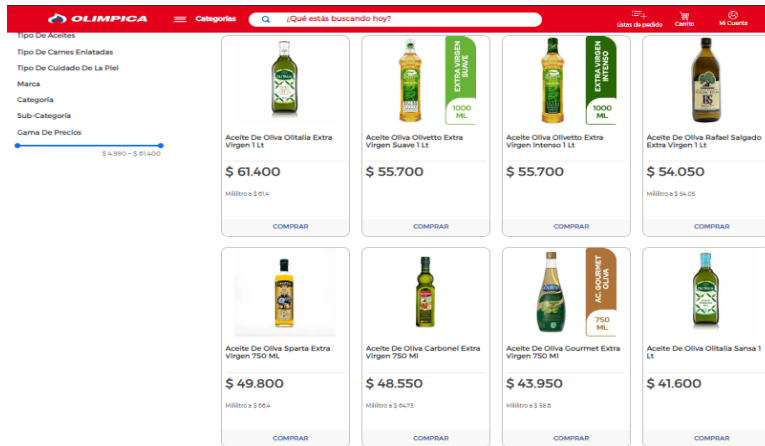 OLIMPICA
Categorías
¿Qué estás buscando hoy?
Listas de pedido
Carrito
Mi Cuenta
Tipo De Aceites
Tipo De Carnes Enlatadas
Tipo De Cuidado De La Piel
Marca
Categoría
Sub-Categoría
Gama De Precios
$ 4.990 – $ 61.400
EXTRA VIRGEN
SUAVE
1000
ML
EXTRA VIRGEN
INTENSO
1000
ML
RS
Aceite De Oliva Olitalia Extra
Virgen 1 Lt
$ 61.400
Mililitro a $ 61,4
COMPRAR
Aceite Oliva Olivetto Extra
Virgen Suave 1 Lt
$ 55.700
COMPRAR
Aceite Oliva Olivetto Extra
Virgen Intenso 1 Lt
$ 55.700
COMPRAR
Aceite De Oliva Rafael Salgado
Extra Virgen 1 Lt
$ 54.050
Mililitro a $ 54,05
COMPRAR
AC. GOURMET
OLIVA
750
ML
Aceite De Oliva Sparta Extra
Virgen 750 ML
$ 49.800
Mililitro a $ 66,4
COMPRAR
Aceite De Oliva Carbonel Extra
Virgen 750 Ml
$ 48.550
Mililitro a $ 64,73
COMPRAR
Aceite De Oliva Gourmet Extra
Virgen 750 Ml
$ 43.950
Mililitro a $ 58,6
COMPRAR
Aceite De Oliva Olitalia Sansa 1
Lt
$ 41.600
COMPRAR